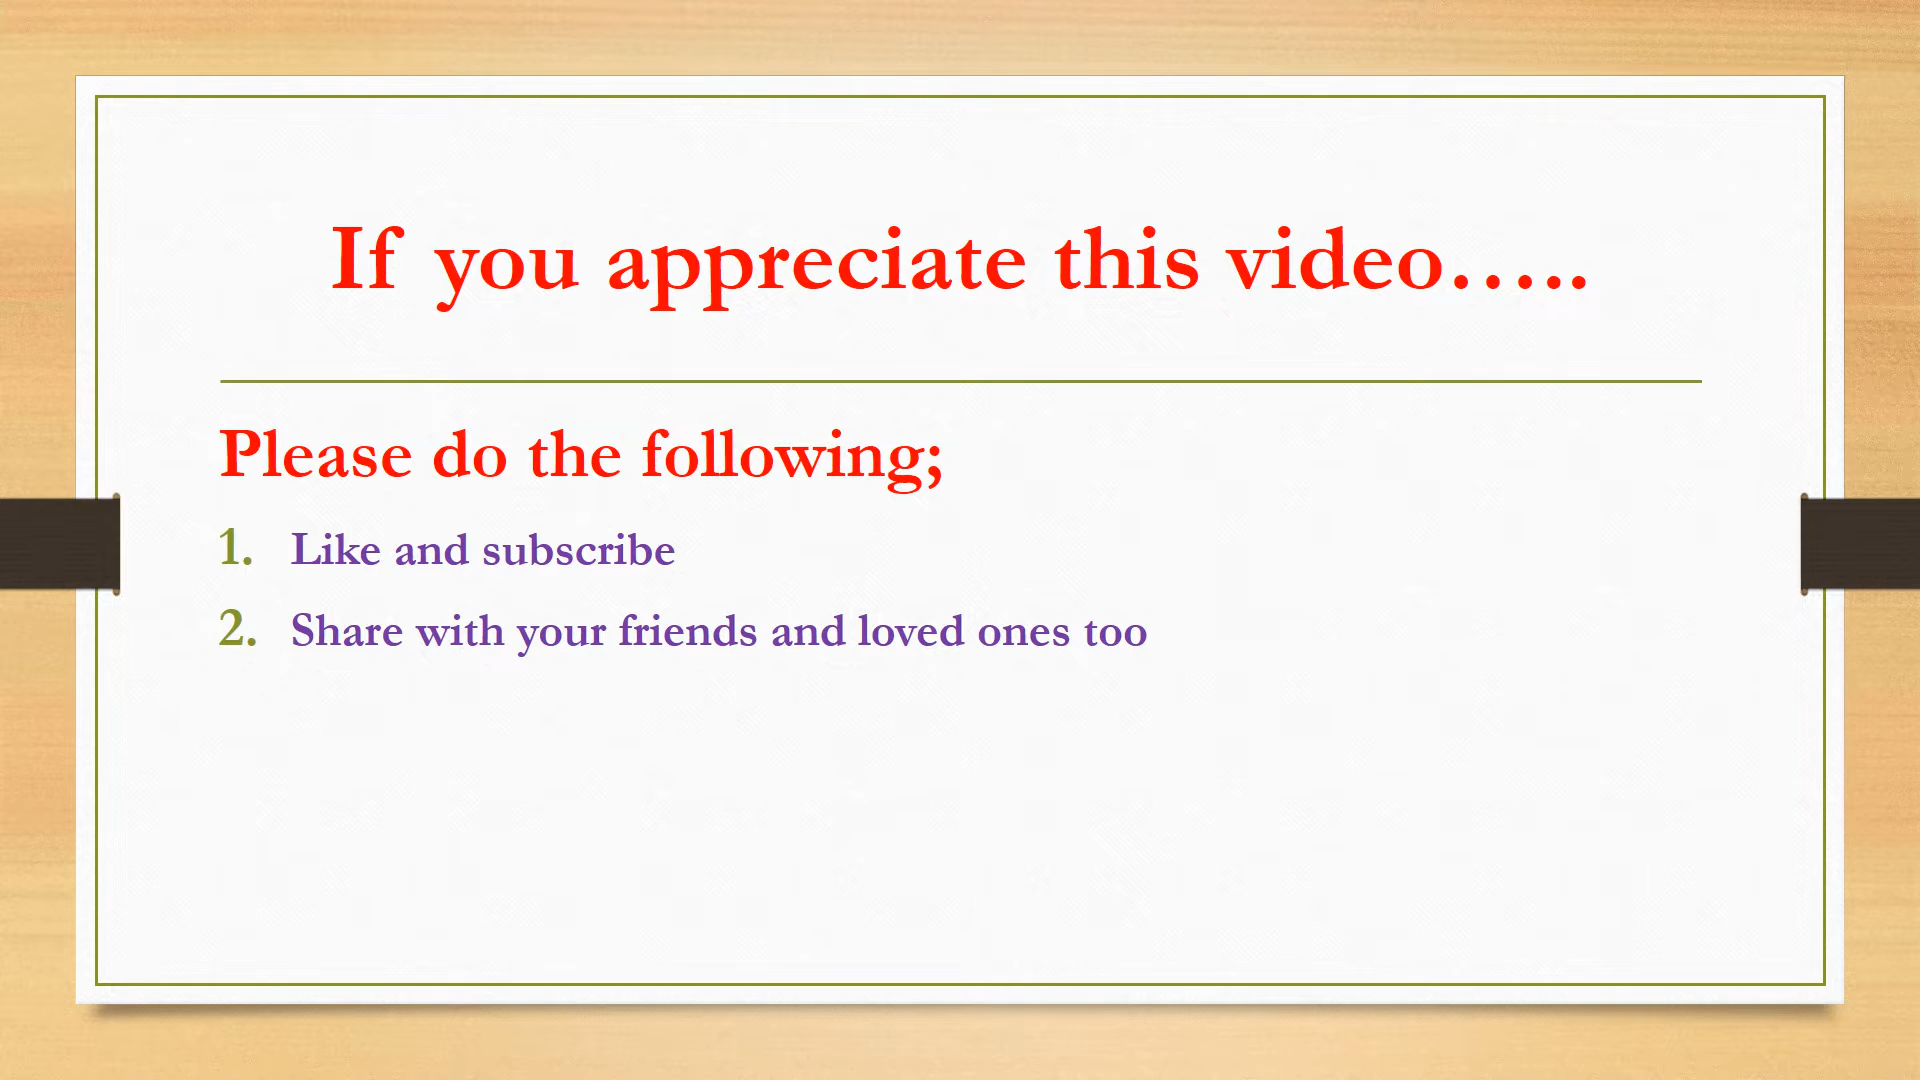 If you appreciate this video…..
Please do the following;
1. Like and subscribe
2. Share with your friends and loved ones too